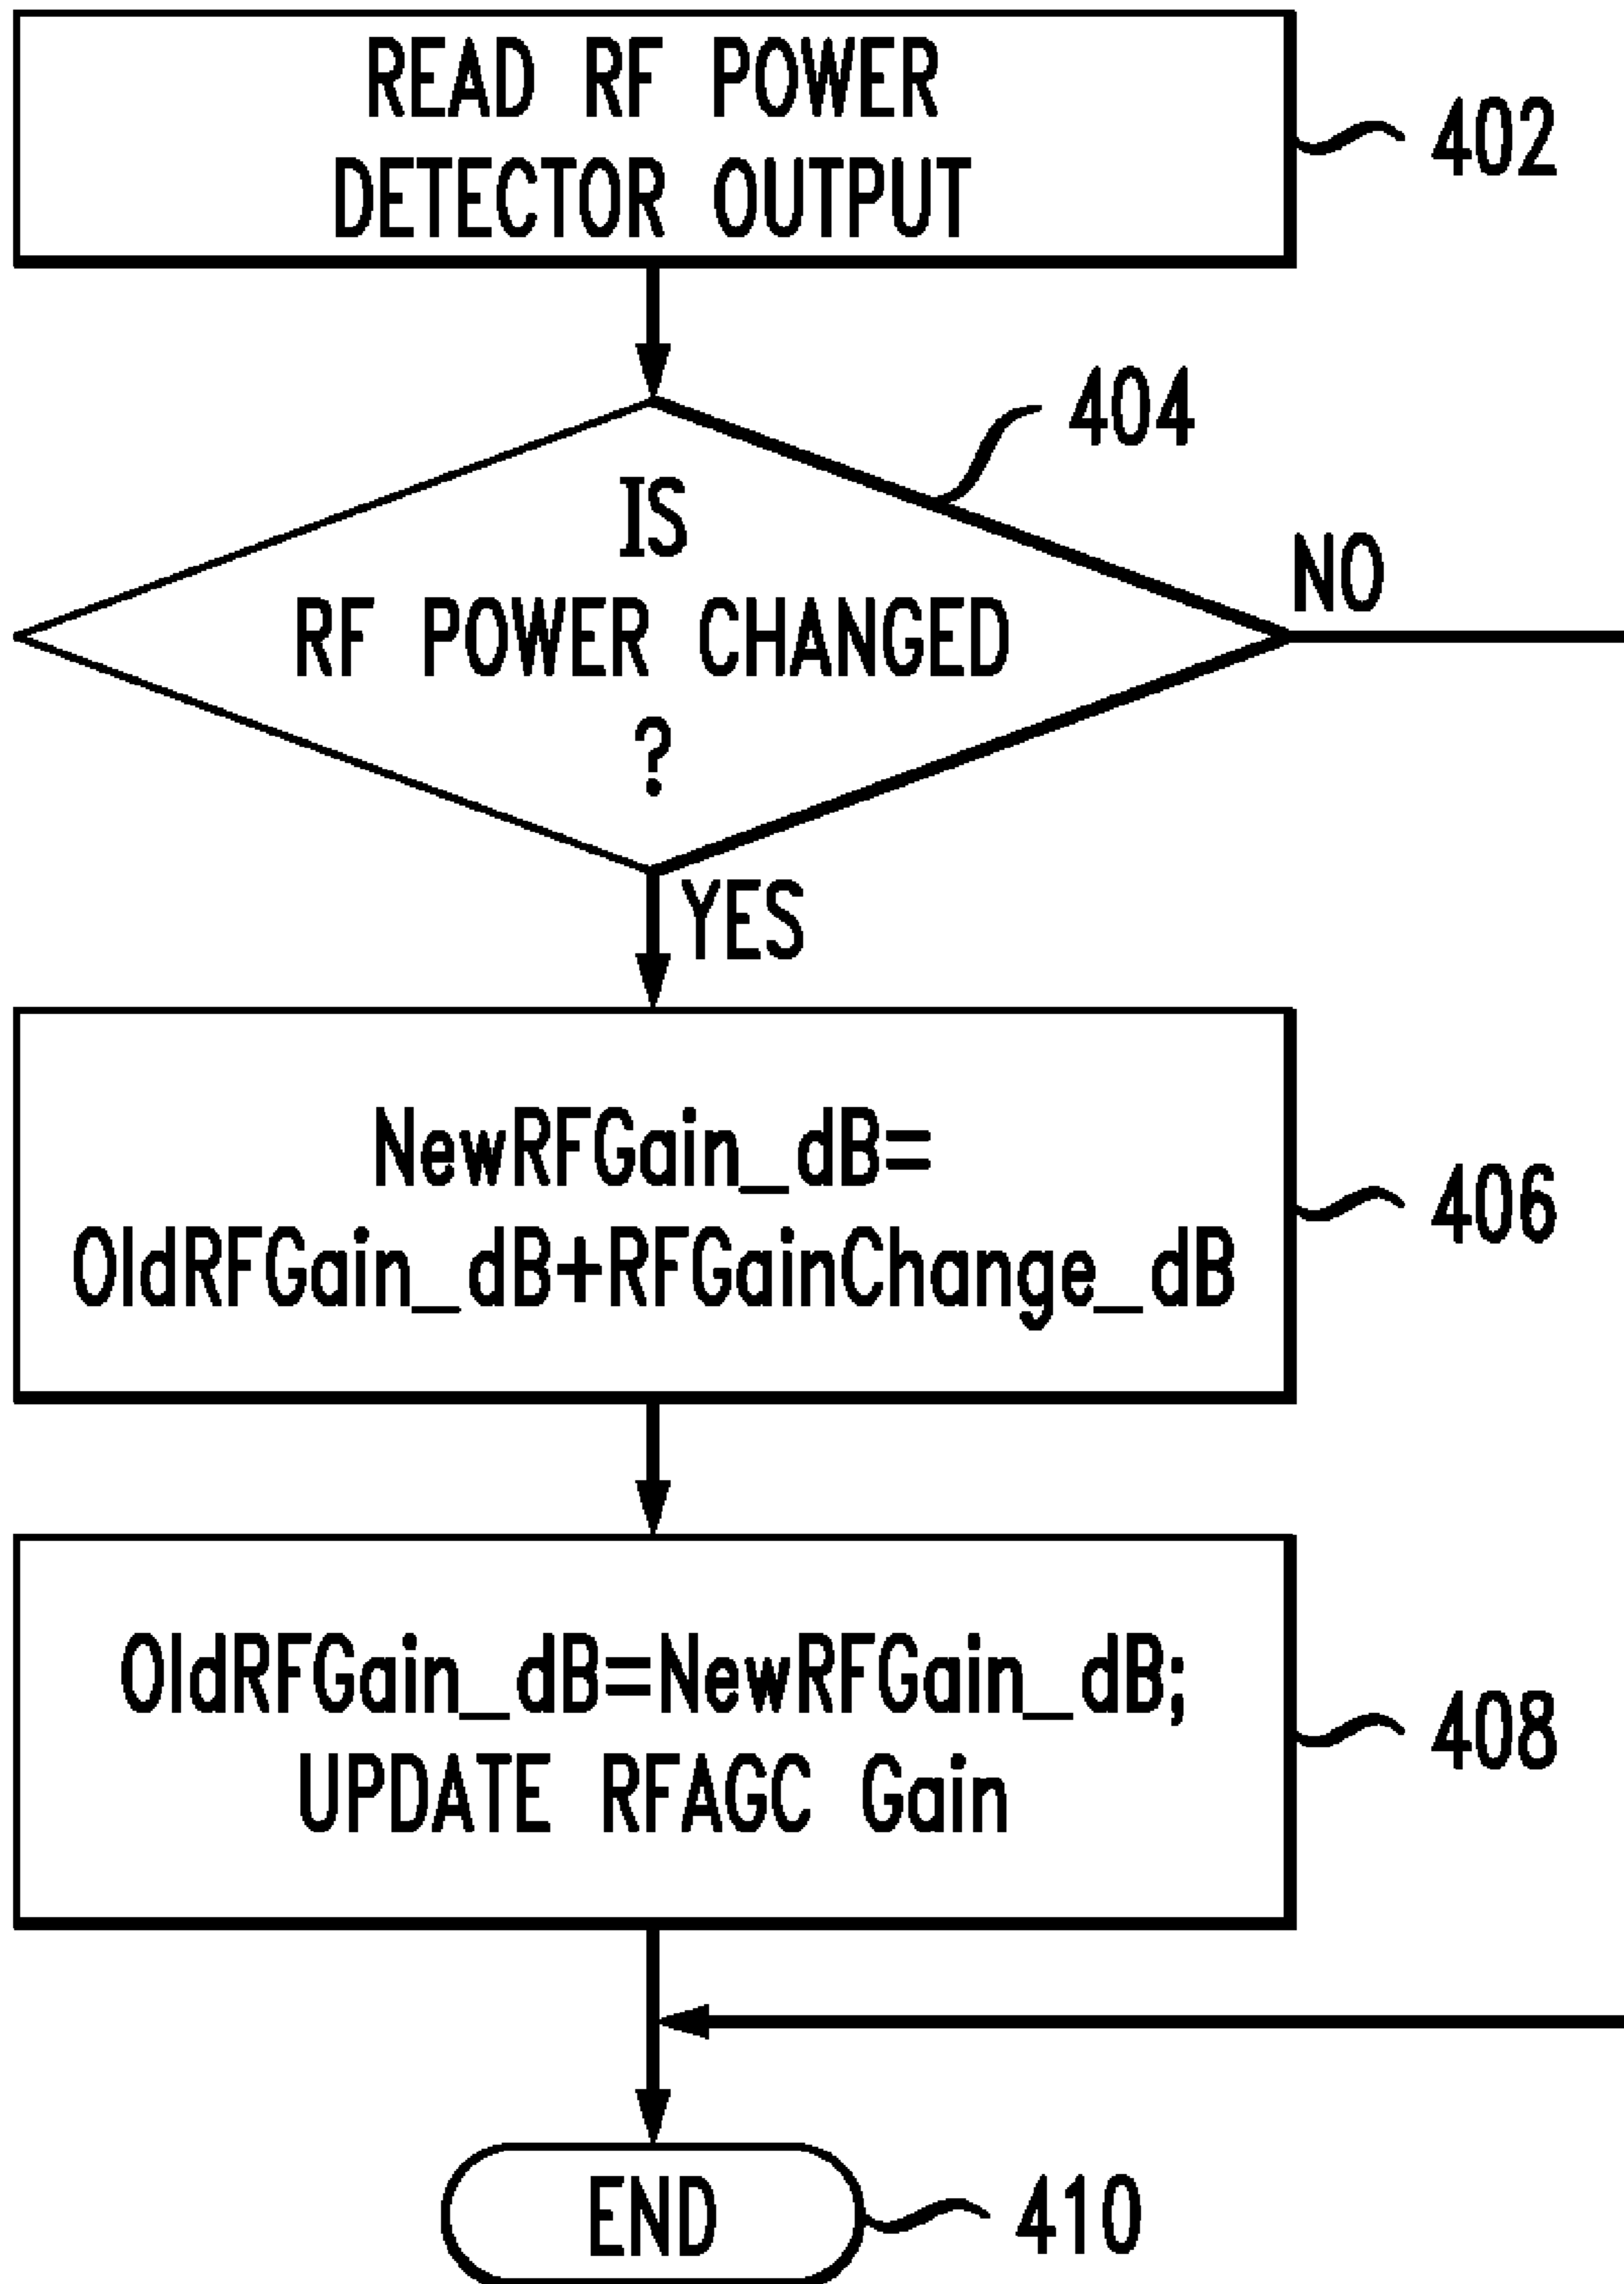 READ RF POWER
DETECTOR OUTPUT
402
404
IS
RF POWER CHANGED
?
NO
YES
NewRFGain_dB=
OldRFGain_dB+RFGainChange_dB
406
OldRFGain_dB=NewRFGain_dB;
UPDATE RFAGC Gain
408
END
410